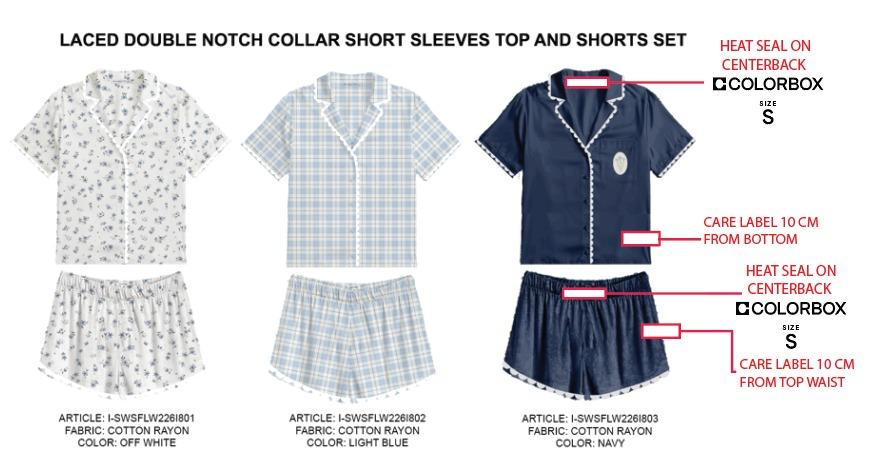 LACED DOUBLE NOTCH COLLAR SHORT SLEEVES TOP AND SHORTS SET
HEAT SEAL ON
CENTERBACK
COLORBOX
SIZE
S
CARE LABEL 10 CM
FROM BOTTOM
HEAT SEAL ON
CENTERBACK
COLORBOX
SIZE
S
CARE LABEL 10 CM
FROM TOP WAIST
ARTICLE: I-SWSFLW226I801
FABRIC: COTTON RAYON
COLOR: OFF WHITE
ARTICLE: I-SWSFLW226I802
FABRIC: COTTON RAYON
COLOR: LIGHT BLUE
ARTICLE: I-SWSFLW226I803
FABRIC: COTTON RAYON
COLOR: NAVY